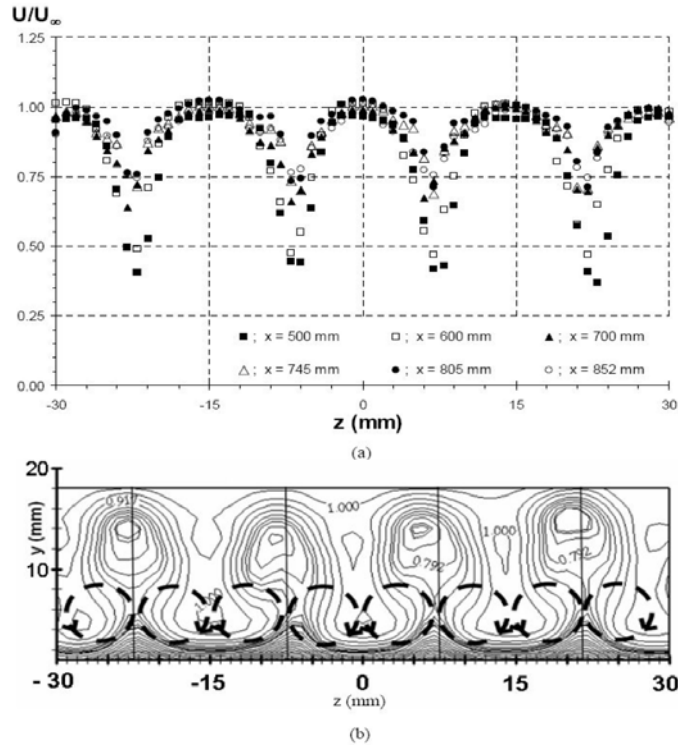 U/U∞
1.25
1.00
0.75
0.50
0.25
0.00
■ ; x = 500 mm □ ; x = 600 mm ▲ ; x = 700 mm
△ ; x = 745 mm ● ; x = 805 mm ○ ; x = 852 mm
-30 -15 0 15 30
z (mm)
(a)
20
y (mm)
10
0.917
1.000
1.000
0.792
0.792
- 30 -15 0 15 30
z (mm)
(b)